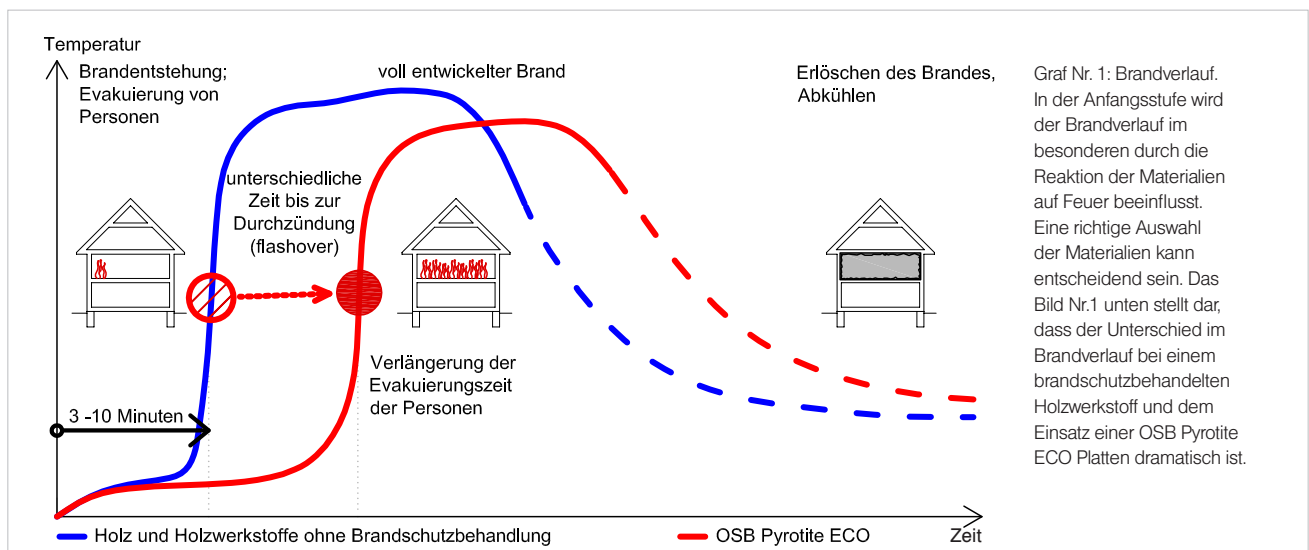 Temperatur
Brandentstehung;
Evakuierung von
Personen
voll entwickelter Brand
Erlöschen des Brandes,
Abkühlen
unterschiedliche
Zeit bis zur
Durchzündung
(flashover)
Verlängerung der
Evakuierungszeit
der Personen
3 -10 Minuten
Holz und Holzwerkstoffe ohne Brandschutzbehandlung
OSB Pyrotite ECO
Zeit
Graf Nr. 1: Brandverlauf.
In der Anfangsstufe wird
der Brandverlauf im
besonderen durch die
Reaktion der Materialien
auf Feuer beeinflusst.
Eine richtige Auswahl
der Materialien kann
entscheidend sein. Das
Bild Nr.1 unten stellt dar,
dass der Unterschied im
Brandverlauf bei einem
brandschutzbehandelten
Holzwerkstoff und dem
Einsatz einer OSB Pyrotite
ECO Platten dramatisch ist.